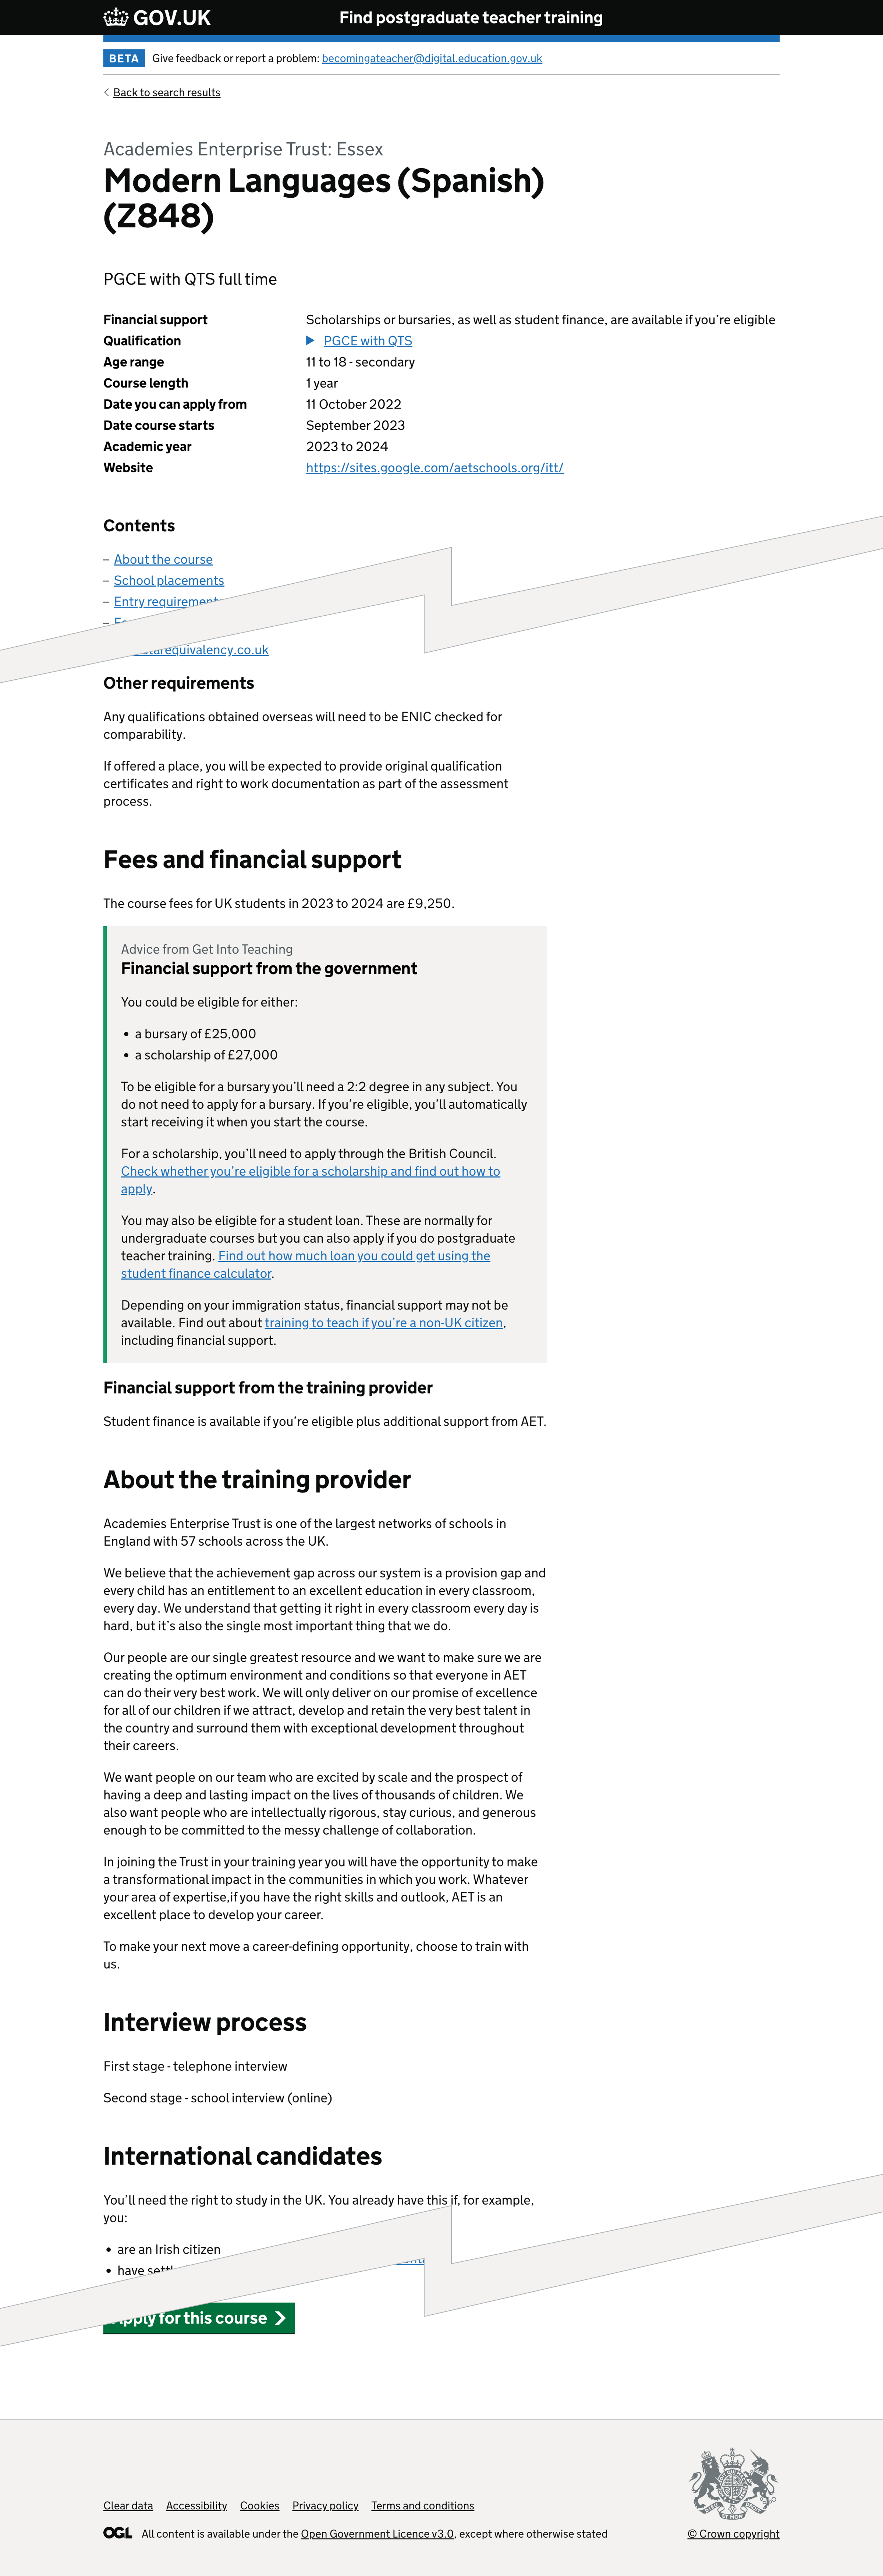 GOV.UK
Find postgraduate teacher training
BETA Give feedback or report a problem: becomingateacher@digital.education.gov.uk
Back to search results
Academies Enterprise Trust: Essex
Modern Languages (Spanish)
(Z848)
PGCE with QTS full time
Financial support Scholarships or bursaries, as well as student finance, are available if you’re eligible
Qualification PGCE with QTS
Age range 11 to 18 - secondary
Course length 1 year
Date you can apply from 11 October 2022
Date course starts September 2023
Academic year 2023 to 2024
Website https://sites.google.com/aetschools.org/itt/
Contents
– About the course
– School placements
– Entry requirement
–
equivalency.co.uk
Other requirements
Any qualifications obtained overseas will need to be ENIC checked for
comparability.
If offered a place, you will be expected to provide original qualification
certificates and right to work documentation as part of the assessment
process.
Fees and financial support
The course fees for UK students in 2023 to 2024 are £9,250.
Advice from Get Into Teaching
Financial support from the government
You could be eligible for either:
• a bursary of £25,000
• a scholarship of £27,000
To be eligible for a bursary you’ll need a 2:2 degree in any subject. You
do not need to apply for a bursary. If you’re eligible, you’ll automatically
start receiving it when you start the course.
For a scholarship, you’ll need to apply through the British Council.
Check whether you’re eligible for a scholarship and find out how to
apply.
You may also be eligible for a student loan. These are normally for
undergraduate courses but you can also apply if you do postgraduate
teacher training. Find out how much loan you could get using the
student finance calculator.
Depending on your immigration status, financial support may not be
available. Find out about training to teach if you’re a non-UK citizen,
including financial support.
Financial support from the training provider
Student finance is available if you’re eligible plus additional support from AET.
About the training provider
Academies Enterprise Trust is one of the largest networks of schools in
England with 57 schools across the UK.
We believe that the achievement gap across our system is a provision gap and
every child has an entitlement to an excellent education in every classroom,
every day. We understand that getting it right in every classroom every day is
hard, but it’s also the single most important thing that we do.
Our people are our single greatest resource and we want to make sure we are
creating the optimum environment and conditions so that everyone in AET
can do their very best work. We will only deliver on our promise of excellence
for all of our children if we attract, develop and retain the very best talent in
the country and surround them with exceptional development throughout
their careers.
We want people on our team who are excited by scale and the prospect of
having a deep and lasting impact on the lives of thousands of children. We
also want people who are intellectually rigorous, stay curious, and generous
enough to be committed to the messy challenge of collaboration.
In joining the Trust in your training year you will have the opportunity to make
a transformational impact in the communities in which you work. Whatever
your area of expertise,if you have the right skills and outlook, AET is an
excellent place to develop your career.
To make your next move a career-defining opportunity, choose to train with
us.
Interview process
First stage - telephone interview
Second stage - school interview (online)
International candidates
You’ll need the right to study in the UK. You already have this if, for example,
you:
• are an Irish citizen
• have
Apply for this course
Clear data Accessibility Cookies Privacy policy Terms and conditions
OGL All content is available under the Open Government Licence v3.0, except where otherwise stated
© Crown copyright